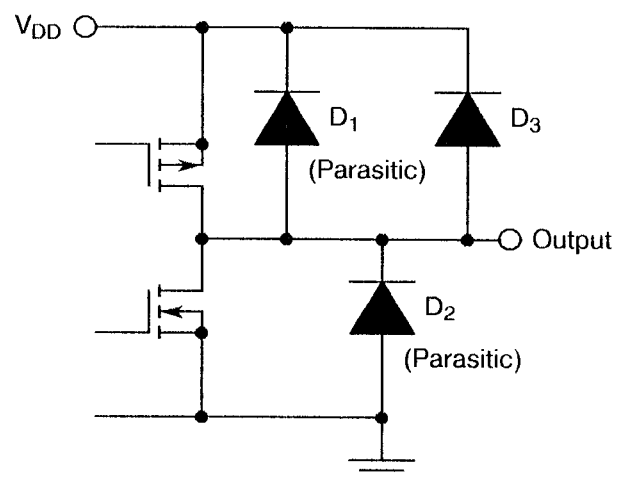 VDD
D1
(Parasitic)
D3
Output
D2
(Parasitic)